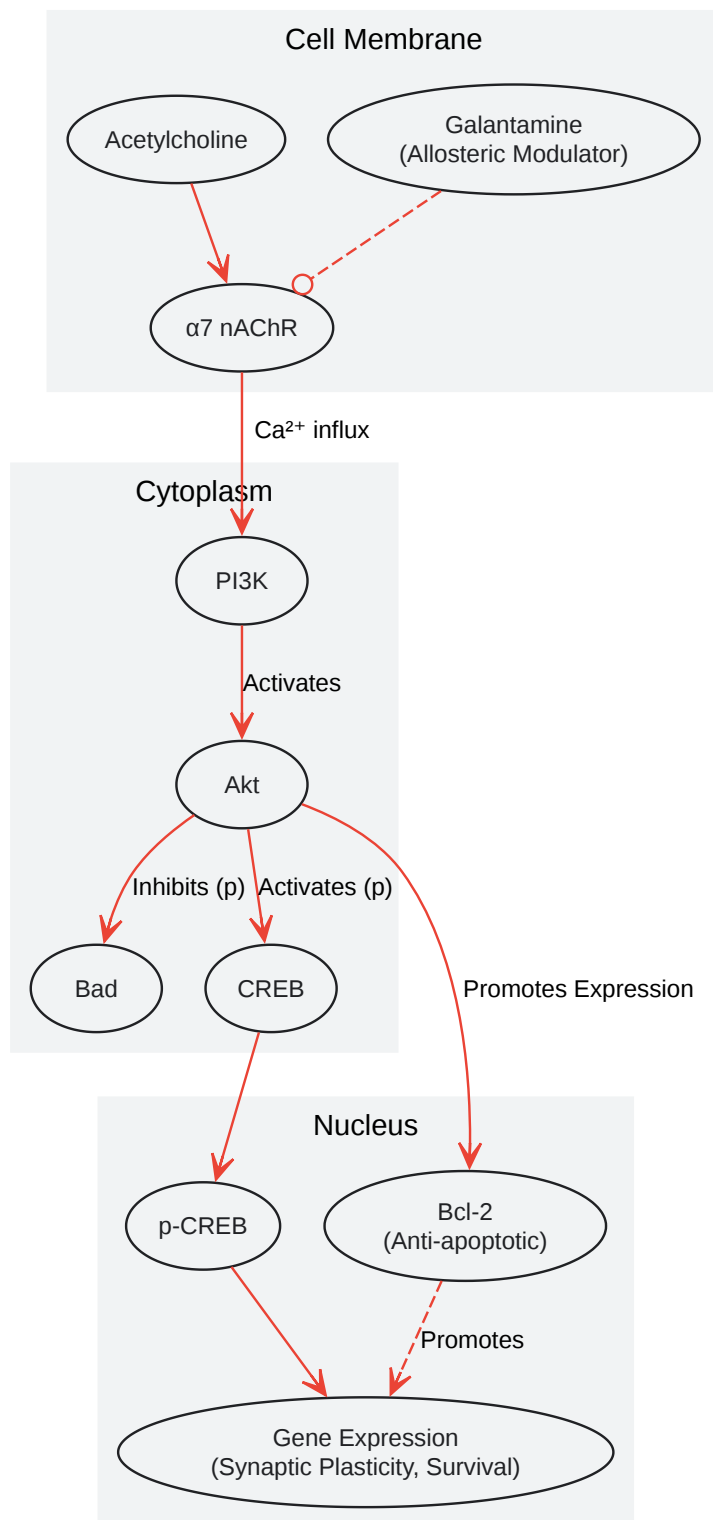 Cell Membrane
Acetylcholine
Galantamine
(Allosteric Modulator)
α7 nAChR
Ca²⁺ influx
Cytoplasm
PI3K
Activates
Akt
Inhibits (p)
Activates (p)
Bad
CREB
Promotes Expression
Nucleus
p-CREB
Bcl-2
(Anti-apoptotic)
Promotes
Gene Expression
(Synaptic Plasticity, Survival)